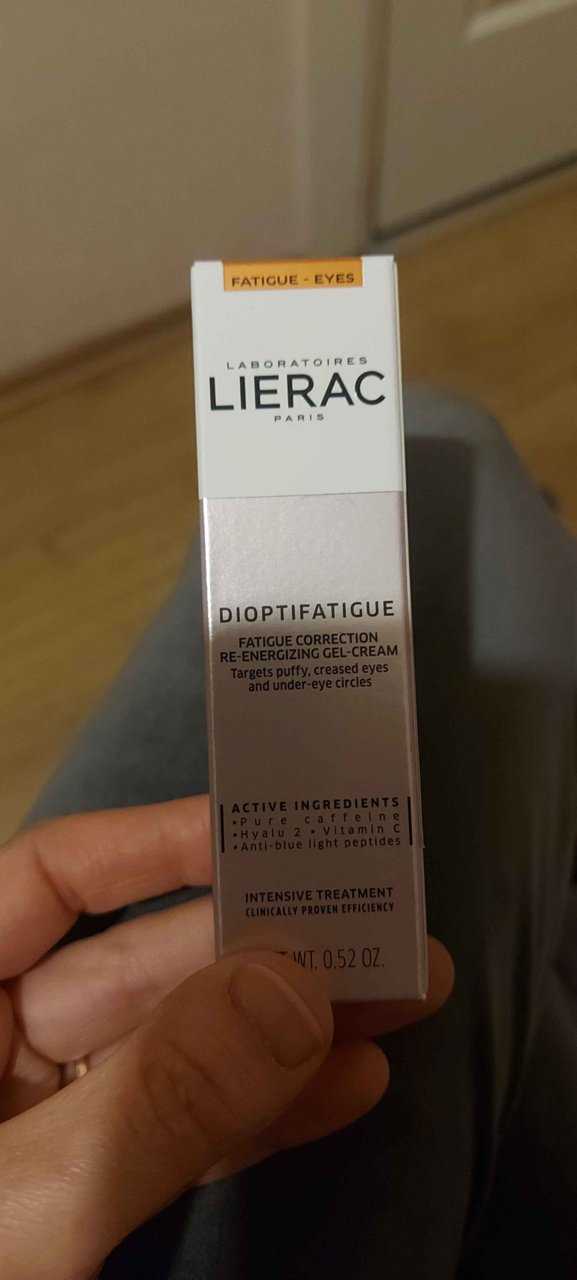 FATIGUE - EYES
LABORATOIRES
LIERAC
PARIS
DIOPTIFATIGUE
FATIGUE CORRECTION
RE-ENERGIZING GEL-CREAM
Targets puffy, creased eyes
and under-eye circles
ACTIVE INGREDIENTS
•Pure caffeine
•Hyalu 2 • Vitamin C
•Anti-blue light peptides
INTENSIVE TREATMENT
CLINICALLY PROVEN EFFICIENCY
WT. 0.52 OZ.